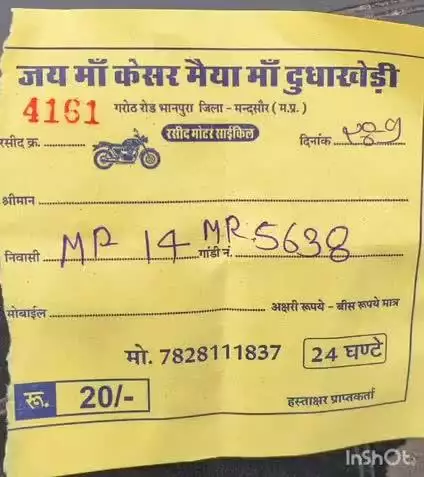 जय माँ केसर मैया माँ दुधाखेड़ी
4161 गरोठ रोड भानपुरा जिला - मन्दसौर ( म.प्र. )
रसीद मोटर साईकिल
रसीद क्र. दिनांक
श्रीमान
निवासी MP 14 गांडी नं. MR 5638
मोबाईल अक्षरी रूपये - बीस रूपये मात्र
मो. 7828111837 24 घण्टे
रू. 20/-
हस्ताक्षर प्राप्तकर्ता
InShOt